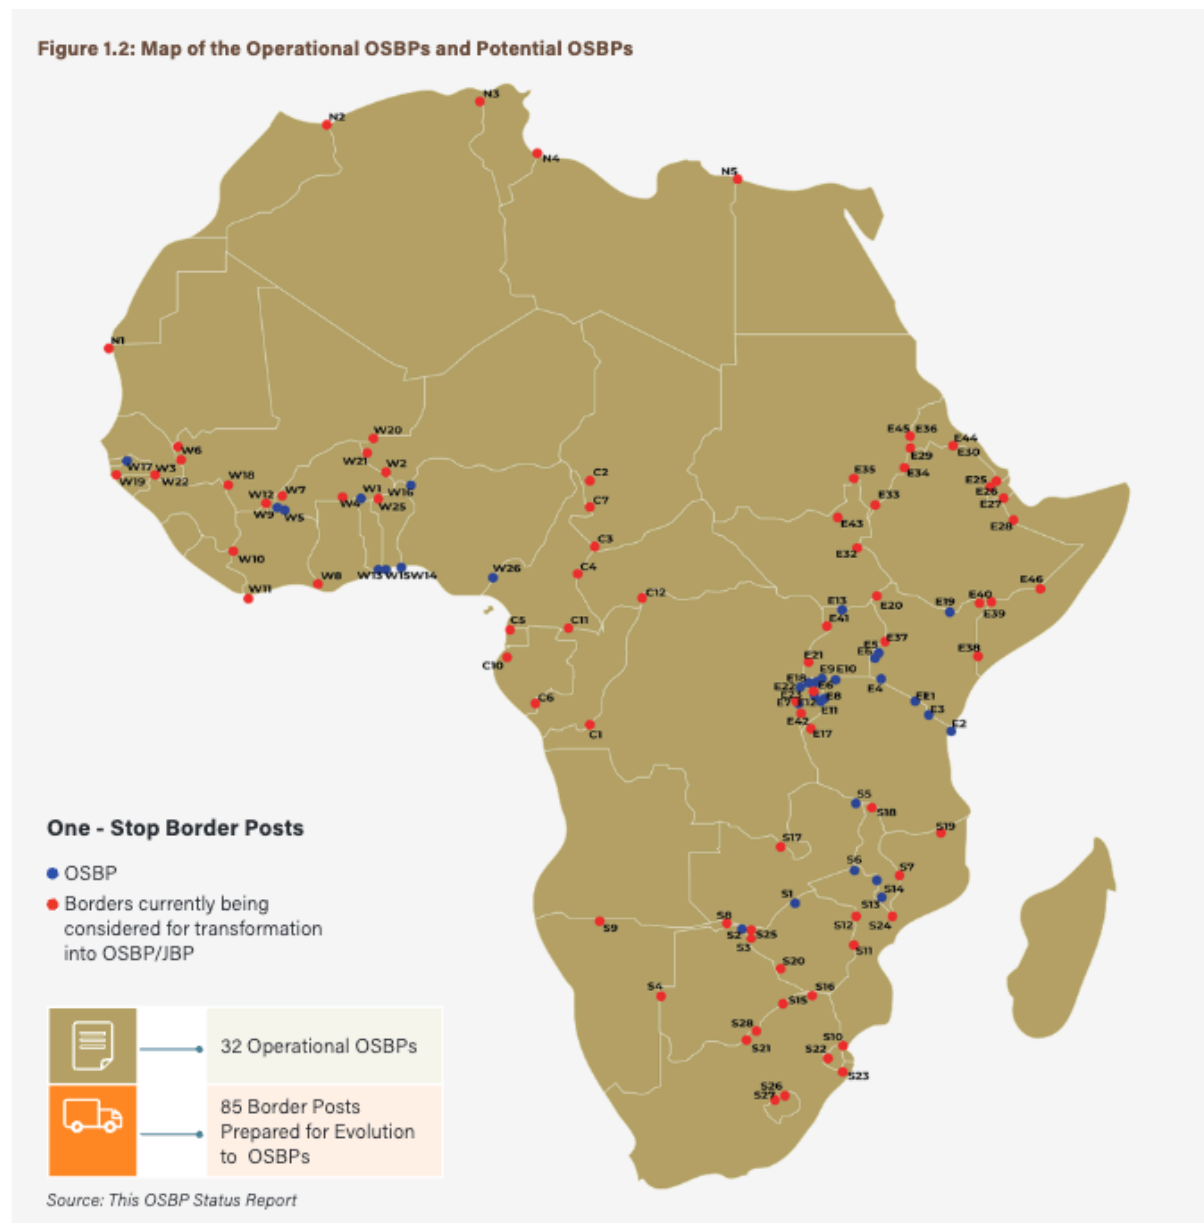 Figure 1.2: Map of the Operational OSBPs and Potential OSBPs
N3
N2
N4
N5
N1
W20
W21
W2
W6
W17 W3
W19
W22
W18
W12
W7
W9
W5
W1
W4
W16
W25
W10
W11
W8
W13
W15
W14
W26
C2
C7
C3
C4
C12
C5
C11
C10
C6
C1
E45
E36
E44
E29
E30
E34
E35
E33
E25
E26
E27
E28
E43
E32
E46
E13
E20
E19
E40
E39
E41
E37
E5
E38
E21
E9
E10
E18
E22
E6
E4
E7
E12
E8
E11
E42
E17
E3
E2
S5
S18
S19
S17
S6
S7
S14
S1
S13
S12
S24
S9
S8
S2
S25
S3
S11
S20
S4
S16
S15
S28
S21
S10
S22
S23
S26
S27
One - Stop Border Posts
OSBP
Borders currently being
considered for transformation
into OSBP/JBP
32 Operational OSBPs
85 Border Posts
Prepared for Evolution
to OSBPs
Source: This OSBP Status Report